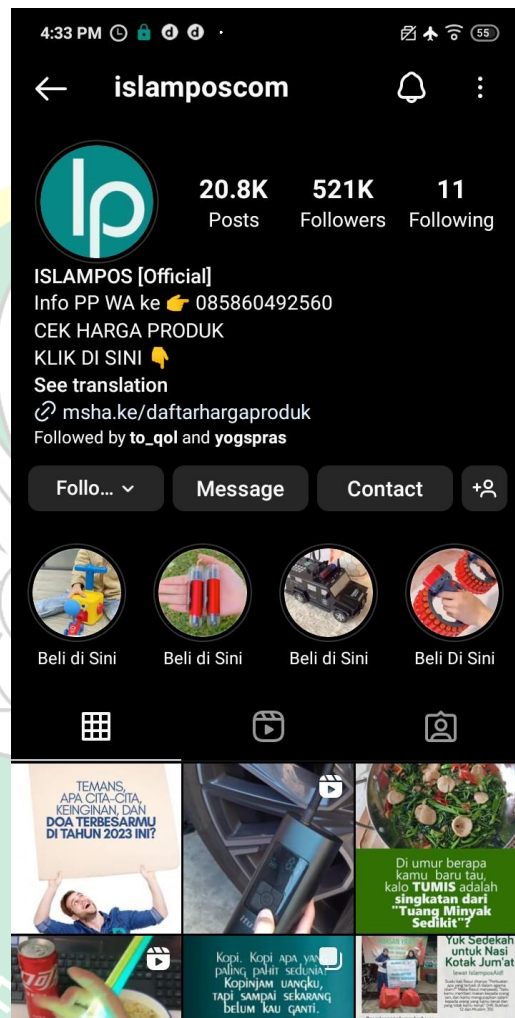 4:33 PM
55
islamposcom
lp
20.8K 521K 11
Posts Followers Following
ISLAMPOS [Official]
Info PP WA ke 👉 085860492560
CEK HARGA PRODUK
KLIK DI SINI 👇
See translation
msha.ke/daftarhargaproduk
Followed by to_qol and yogspras
Follo... Message Contact
Beli di Sini Beli di Sini Beli di Sini Beli Di Sini
TEMANS,
APA CITA-CITA,
KEINGINAN, DAN
DOA TERBESARMU
DI TAHUN 2023 INI?
Di umur berapa
kamu baru tau,
kalo TUMIS adalah
singkatan dari
"Tuang Minyak
Sedikit"?
Kopi. Kopi apa yang
paling pahit sedunia?
Kopinjam uangku,
tapi sampai sekarang
belum kau ganti.
Yuk Sedekah
untuk Nasi
Kotak Jum'at
lewat IslamposAid!